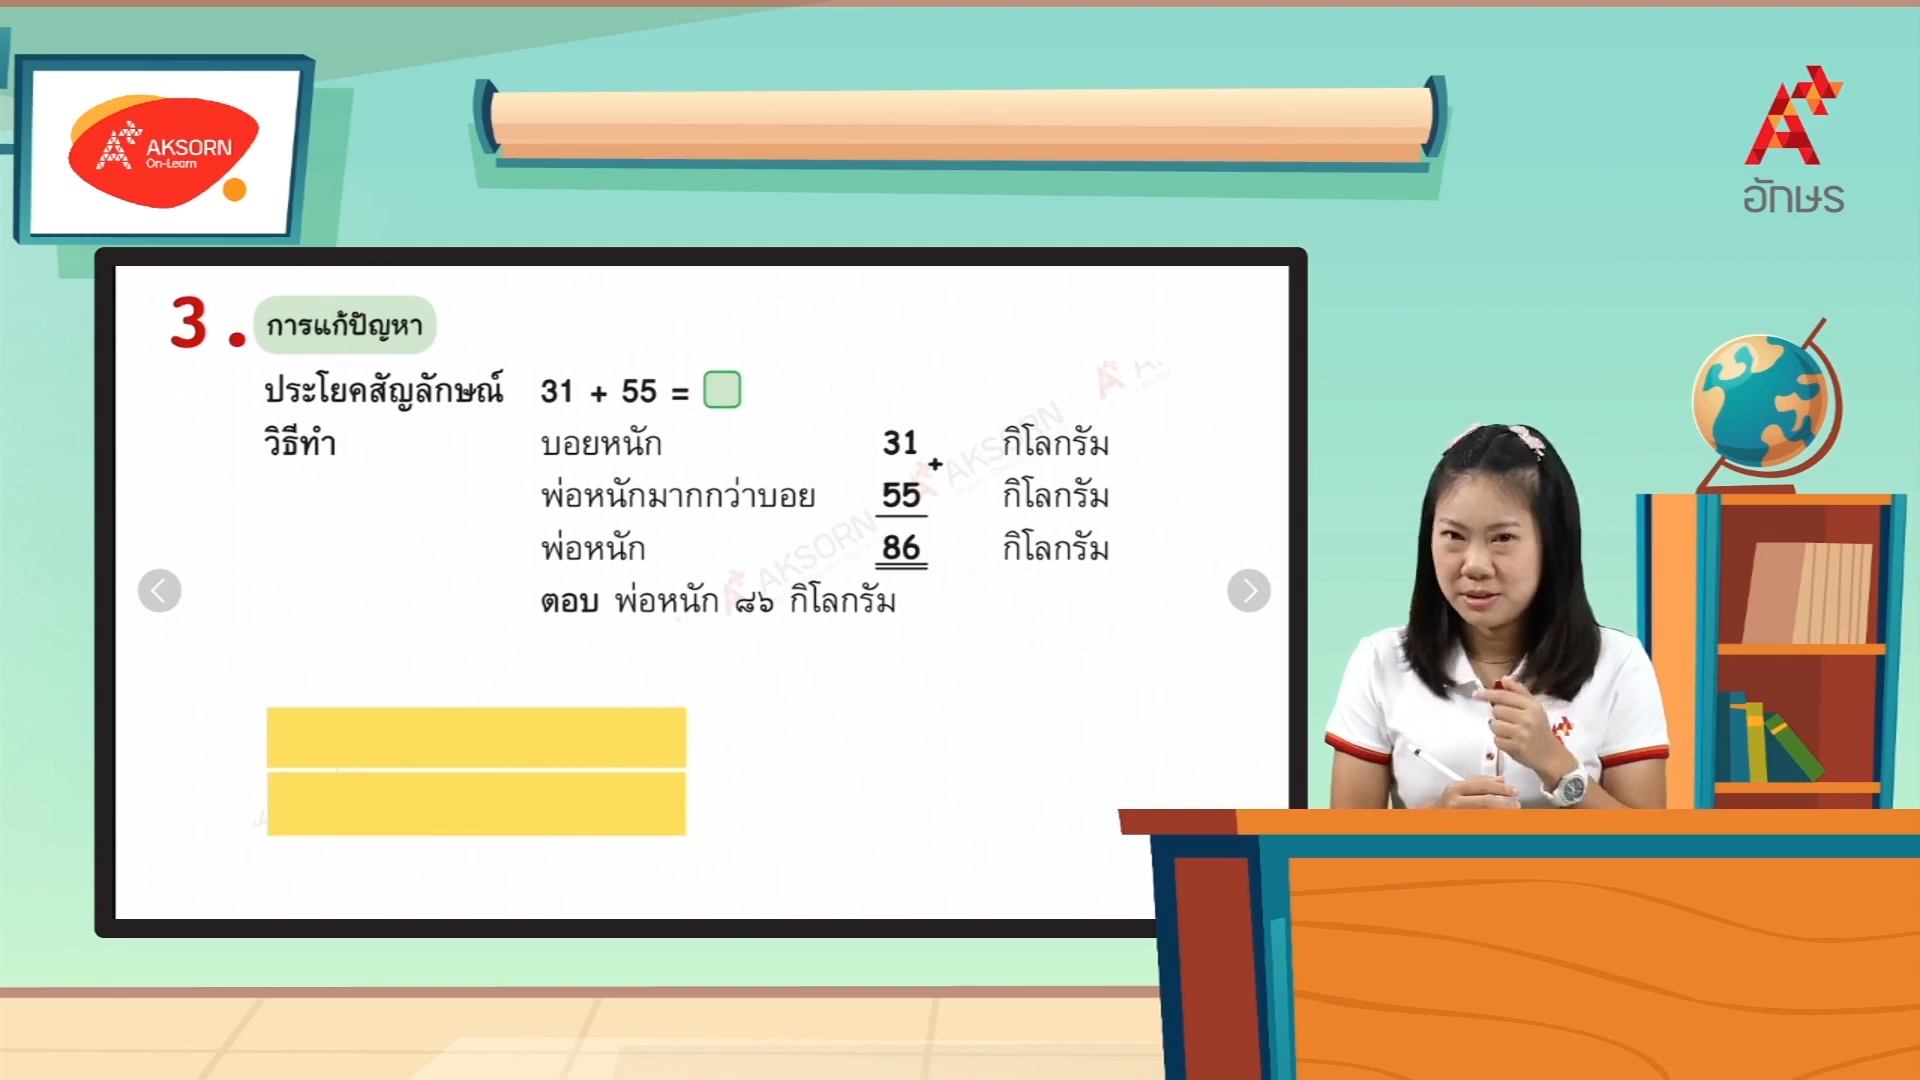 AKSORN
On-Learn
อักษร
3. การแก้ปัญหา
ประโยคสัญลักษณ์ 31 + 55 =
วิธีทำ บอยหนัก 31 + กิโลกรัม
พ่อหนักมากกว่าบอย 55 กิโลกรัม
พ่อหนัก 86 กิโลกรัม
ตอบ พ่อหนัก ๘๖ กิโลกรัม
AKSORN
AKSORN